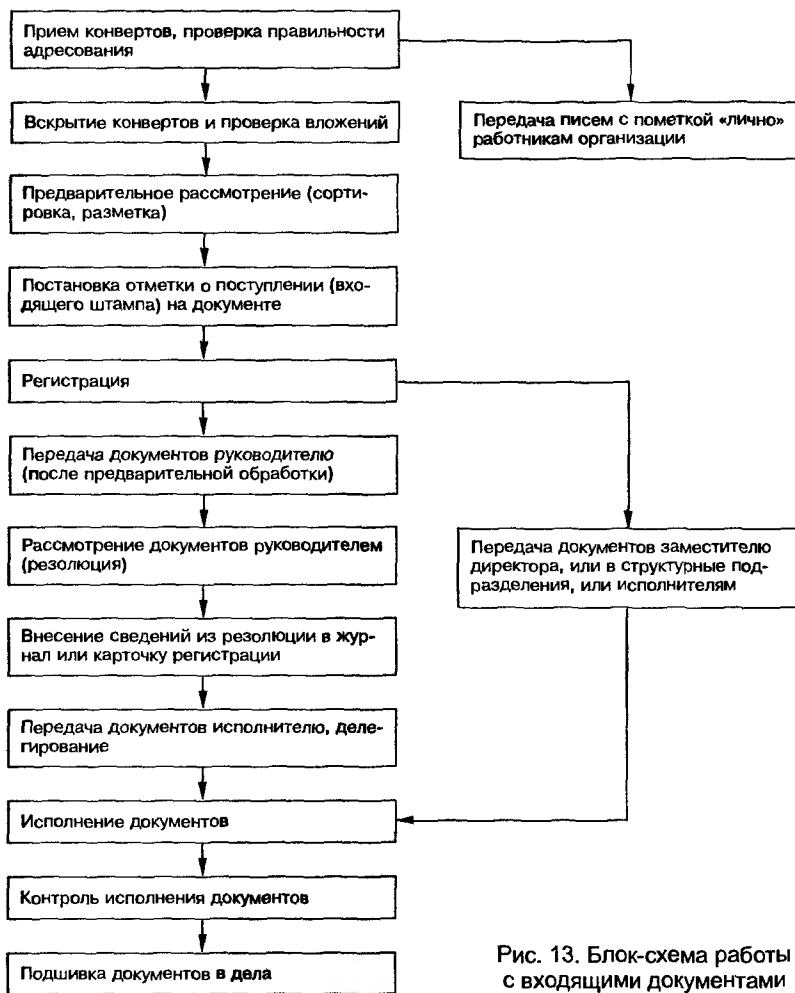 Прием конвертов, проверка правильности
адресования
Передача писем с пометкой «лично»
работникам организации
Вскрытие конвертов и проверка вложений
Предварительное рассмотрение (сорти-
ровка, разметка)
Постановка отметки о поступлении (вхо-
дящего штампа) на документе
Регистрация
Передача документов руководителю
(после предварительной обработки)
Рассмотрение документов руководителем
(резолюция)
Передача документов заместителю
директора, или в структурные под-
разделения, или исполнителям
Внесение сведений из резолюции в жур-
нал или карточку регистрации
Передача документов исполнителю, деле-
гирование
Исполнение документов
Контроль исполнения документов
Подшивка документов в дела
Рис. 13. Блок-схема работы
с входящими документами